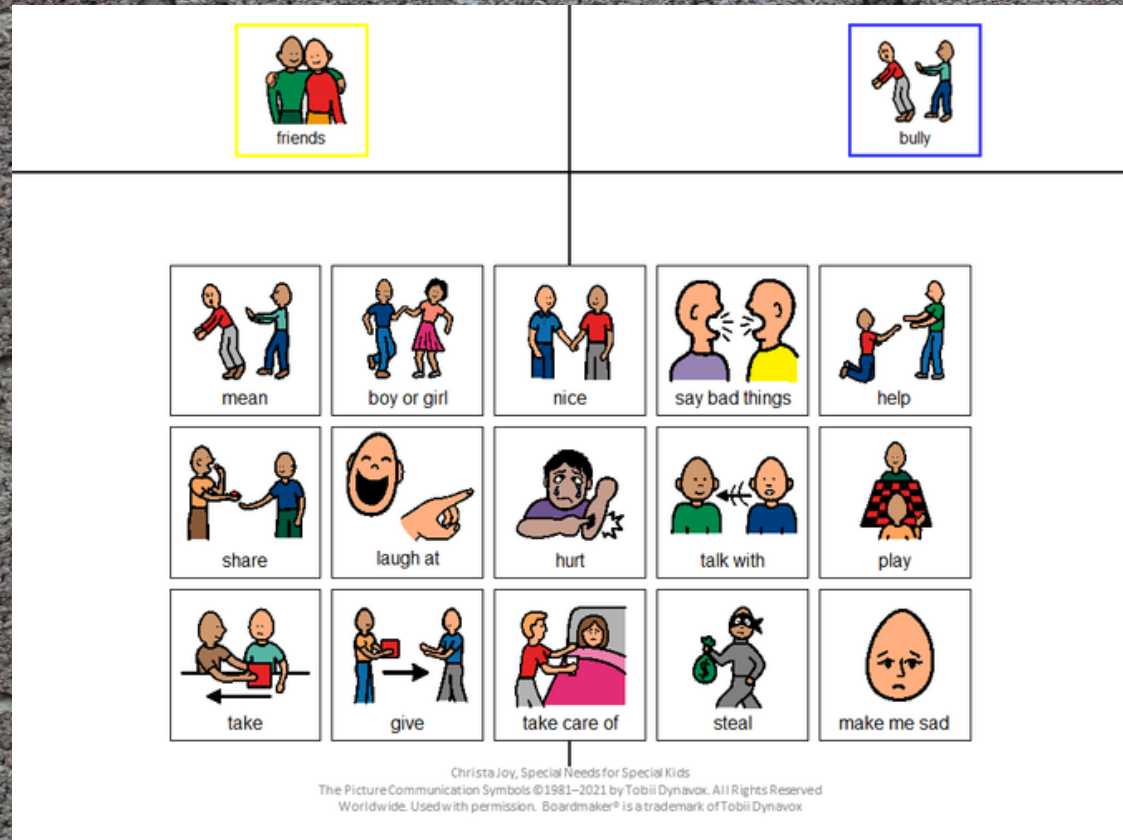 friends
bully
mean
boy or girl
nice
say bad things
help
share
laugh at
hurt
talk with
play
take
give
take care of
steal
make me sad
Christa Joy, Special Needs for Special Kids
The Picture Communication Symbols ©1981–2021 by Tobii Dynavox. All Rights Reserved
Worldwide. Used with permission. Boardmaker® is a trademark of Tobii Dynavox